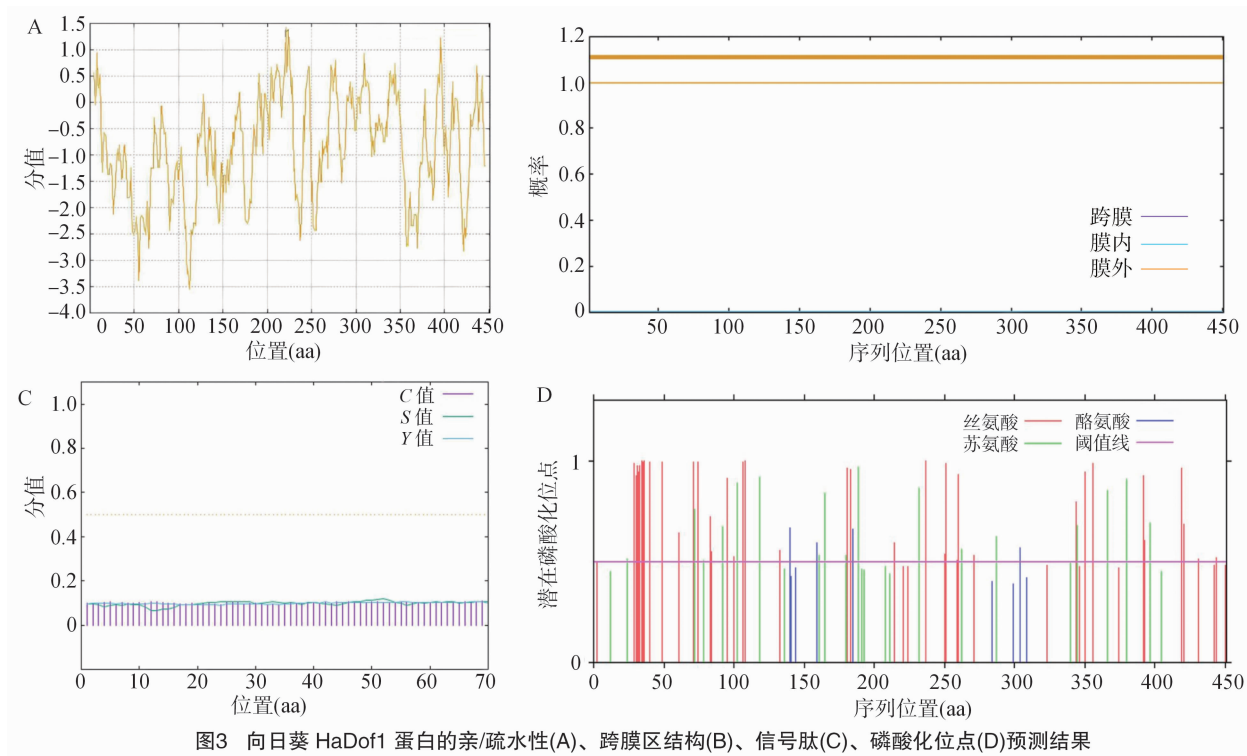 A
1.5
1.0
0.5
0
−0.5
−1.0
−1.5
−2.0
−2.5
−3.0
−3.5
−4.0
分值
0 50 100 150 200 250 300 350 400 450
位置(aa)
1.2
1.0
0.8
0.6
0.4
0.2
0
概率
跨膜
膜内
膜外
50 100 150 200 250 300 350 400 450
序列位置(aa)
C
1.0
0.8
0.6
0.4
0.2
0
分值
C 值
S 值
Y 值
0 10 20 30 40 50 60 70
位置(aa)
D
1
0
潜在磷酸化位点
丝氨酸 酪氨酸
苏氨酸 阈值线
0 50 100 150 200 250 300 350 400 450
序列位置(aa)
图3 向日葵 HaDof1 蛋白的亲/疏水性(A)、跨膜区结构(B)、信号肽(C)、磷酸化位点(D)预测结果